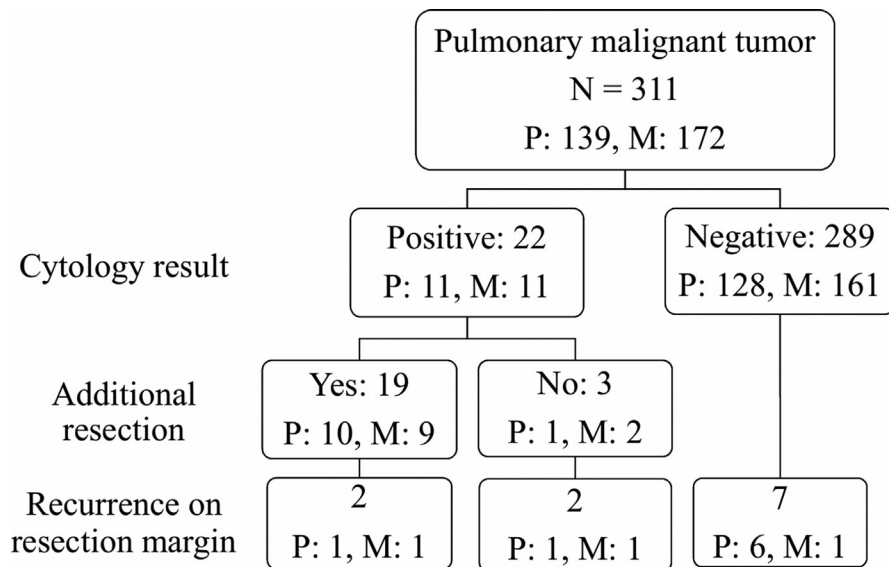 Pulmonary malignant tumor
N = 311
P: 139, M: 172
Cytology result
Positive: 22
P: 11, M: 11
Negative: 289
P: 128, M: 161
Additional
resection
Yes: 19
P: 10, M: 9
No: 3
P: 1, M: 2
Recurrence on
resection margin
2
P: 1, M: 1
2
P: 1, M: 1
7
P: 6, M: 1